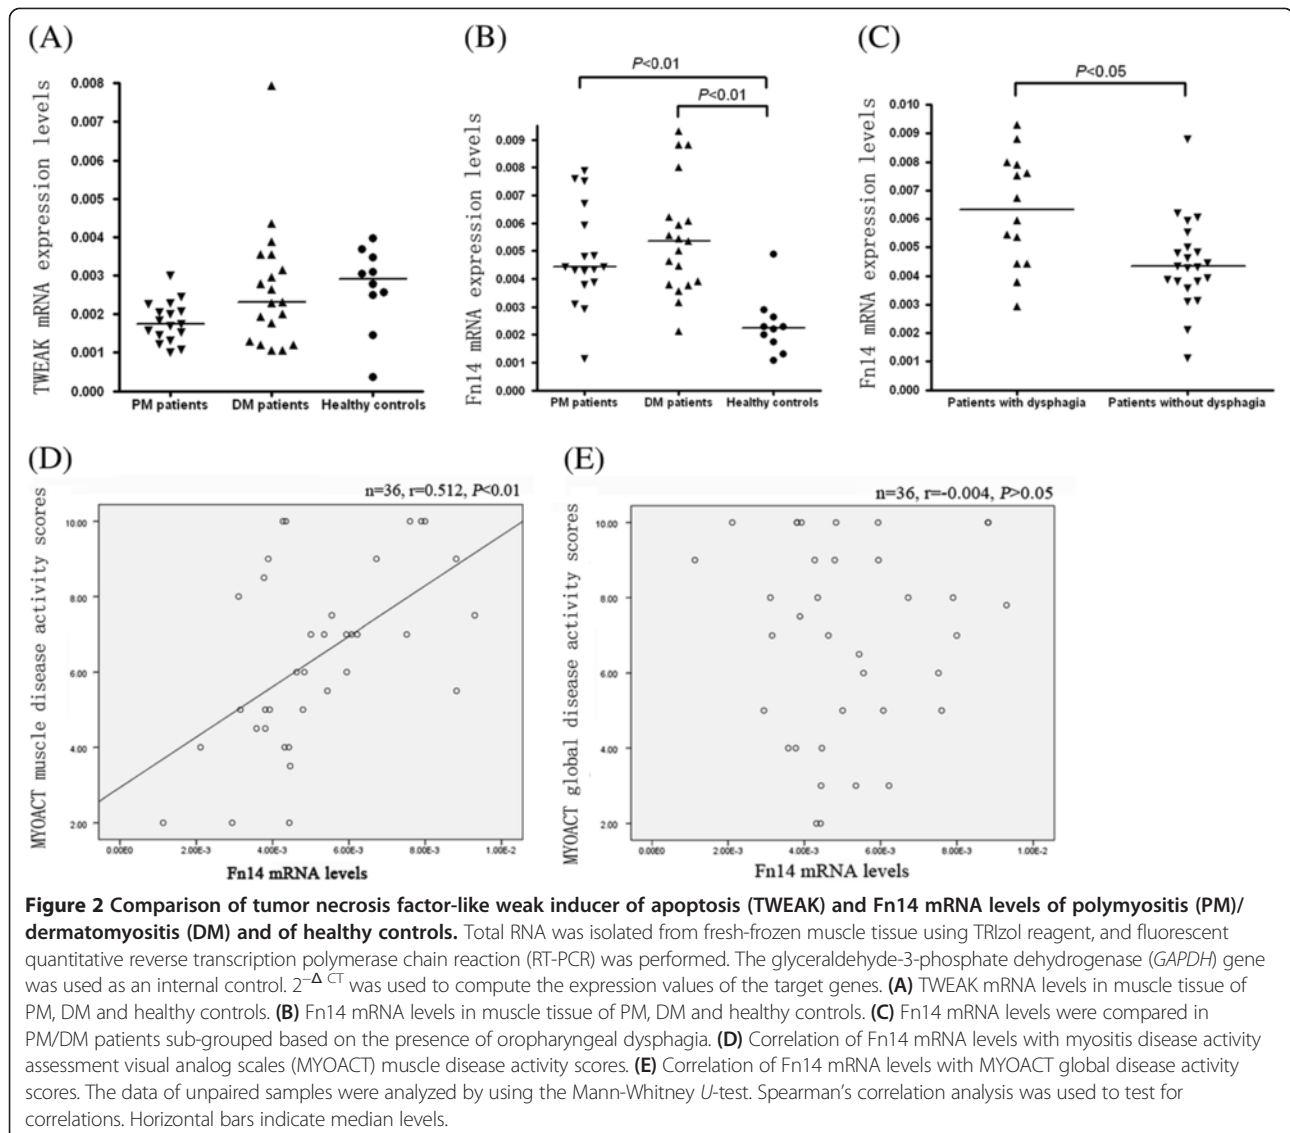 (A)
TWEAK mRNA expression levels
0.008
0.007
0.006
0.005
0.004
0.003
0.002
0.001
0.000
PM patients DM patients Healthy controls
(B)
P<0.01
P<0.01
Fn14 mRNA expression levels
0.009
0.008
0.007
0.006
0.005
0.004
0.003
0.002
0.001
0.000
PM patients DM patients Healthy controls
(C)
P<0.05
Fn14 mRNA expression levels
0.010
0.009
0.008
0.007
0.006
0.005
0.004
0.003
0.002
0.001
0.000
Patients with dysphagia Patients without dysphagia
(D)
n=36, r=0.512, P<0.01
MYOACT muscle disease activity scores
10.00
8.00
6.00
4.00
2.00
0.00E0 2.00E-3 4.00E-3 6.00E-3 8.00E-3 1.00E-2
Fn14 mRNA levels
(E)
n=36, r=-0.004, P>0.05
MYOACT global disease activity scores
10.00
8.00
6.00
4.00
2.00
0.00E0 2.00E-3 4.00E-3 6.00E-3 8.00E-3 1.00E-2
Fn14 mRNA levels
Figure 2 Comparison of tumor necrosis factor-like weak inducer of apoptosis (TWEAK) and Fn14 mRNA levels of polymyositis (PM)/
dermatomyositis (DM) and of healthy controls. Total RNA was isolated from fresh-frozen muscle tissue using TRIzol reagent, and fluorescent
quantitative reverse transcription polymerase chain reaction (RT-PCR) was performed. The glyceraldehyde-3-phosphate dehydrogenase (GAPDH) gene
was used as an internal control. 2−Δ CT was used to compute the expression values of the target genes. (A) TWEAK mRNA levels in muscle tissue of
PM, DM and healthy controls. (B) Fn14 mRNA levels in muscle tissue of PM, DM and healthy controls. (C) Fn14 mRNA levels were compared in
PM/DM patients sub-grouped based on the presence of oropharyngeal dysphagia. (D) Correlation of Fn14 mRNA levels with myositis disease activity
assessment visual analog scales (MYOACT) muscle disease activity scores. (E) Correlation of Fn14 mRNA levels with MYOACT global disease activity
scores. The data of unpaired samples were analyzed by using the Mann-Whitney U-test. Spearman's correlation analysis was used to test for
correlations. Horizontal bars indicate median levels.